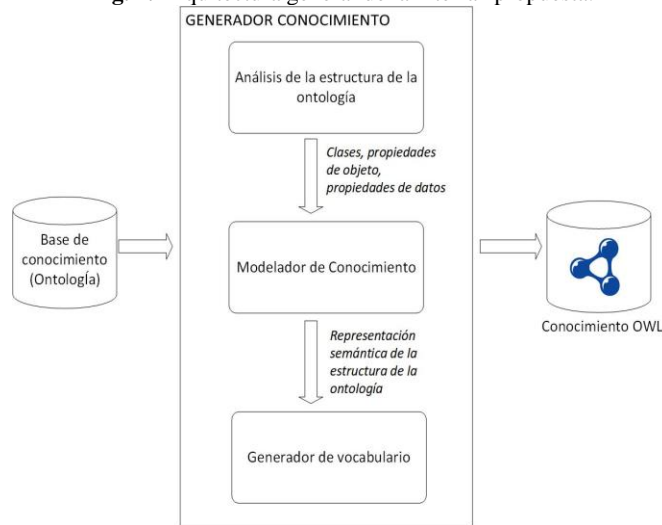 GENERADOR CONOCIMIENTO
Análisis de la estructura de la
ontología
Clases, propiedades
de objeto,
propiedades de datos
Base de
conocimiento
(Ontología)
Modelador de Conocimiento
Conocimiento OWL
Representación
semántica de la
estructura de la
ontología
Generador de vocabulario